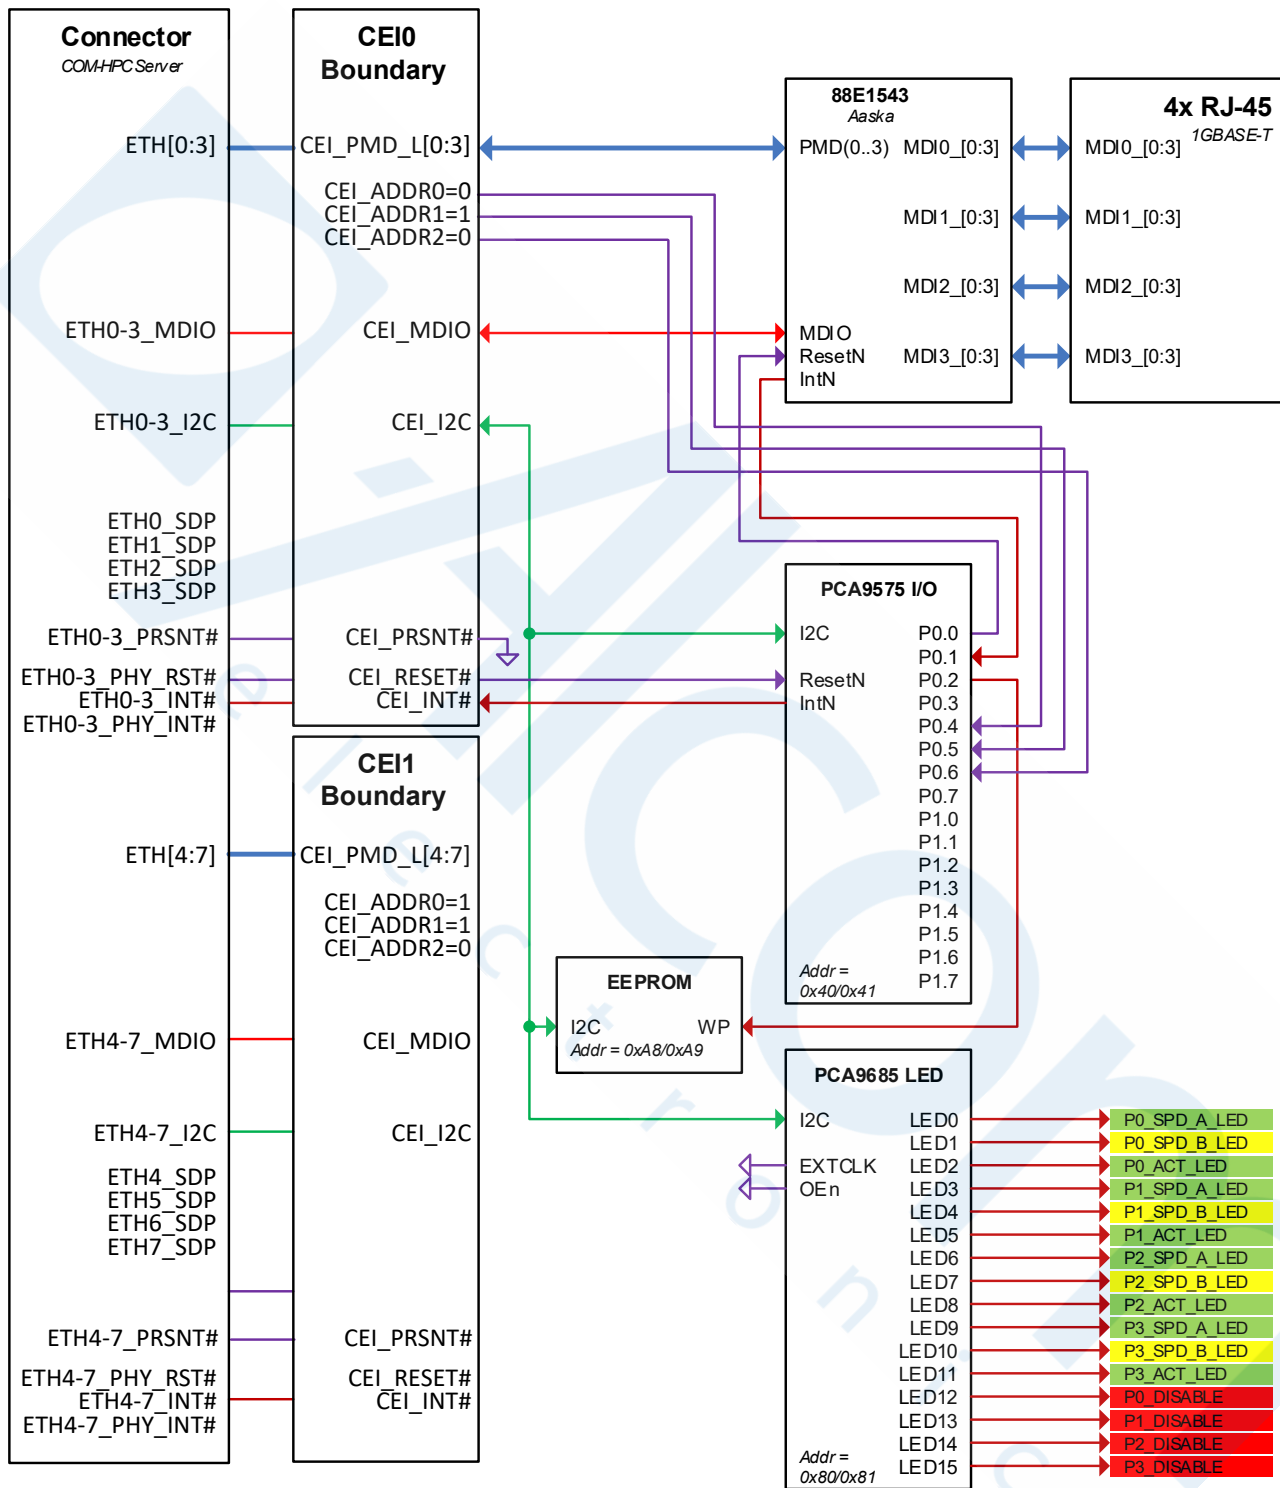 Connector
COM-HPC Server
ETH[0:3]
ETH0-3_MDIO
ETH0-3_I2C
ETH0_SDP
ETH1_SDP
ETH2_SDP
ETH3_SDP
ETH0-3_PRSNT#
ETH0-3_PHY_RST#
ETH0-3_INT#
ETH0-3_PHY_INT#
ETH[4:7]
ETH4-7_MDIO
ETH4-7_I2C
ETH4_SDP
ETH5_SDP
ETH6_SDP
ETH7_SDP
ETH4-7_PRSNT#
ETH4-7_PHY_RST#
ETH4-7_INT#
ETH4-7_PHY_INT#
CEI0
Boundary
CEI_PMD_L[0:3]
CEI_ADDR0=0
CEI_ADDR1=1
CEI_ADDR2=0
CEI_MDIO
CEI_I2C
CEI_PRSNT#
CEI_RESET#
CEI_INT#
CEI1
Boundary
CEI_PMD_L[4:7]
CEI_ADDR0=1
CEI_ADDR1=1
CEI_ADDR2=0
CEI_MDIO
CEI_I2C
CEI_PRSNT#
CEI_RESET#
CEI_INT#
88E1543
Aaska
PMD(0..3) MDI0_[0:3]
MDI1_[0:3]
MDI2_[0:3]
MDIO
ResetN MDI3_[0:3]
IntN
4x RJ-45
1GBASE-T
MDI0_[0:3]
MDI1_[0:3]
MDI2_[0:3]
MDI3_[0:3]
PCA9575 I/O
I2C P0.0
P0.1
ResetN P0.2
IntN P0.3
P0.4
P0.5
P0.6
P0.7
P1.0
P1.1
P1.2
P1.3
P1.4
P1.5
P1.6
P1.7
Addr =
0x40/0x41
EEPROM
I2C WP
Addr = 0xA8/0xA9
PCA9685 LED
I2C LED0
LED1
EXTCLK LED2
OEn LED3
LED4
LED5
LED6
LED7
LED8
LED9
LED10
LED11
LED12
LED13
LED14
LED15
Addr =
0x80/0x81
P0_SPD_A_LED
P0_SPD_B_LED
P0_ACT_LED
P1_SPD_A_LED
P1_SPD_B_LED
P1_ACT_LED
P2_SPD_A_LED
P2_SPD_B_LED
P2_ACT_LED
P3_SPD_A_LED
P3_SPD_B_LED
P3_ACT_LED
P0_DISABLE
P1_DISABLE
P2_DISABLE
P3_DISABLE